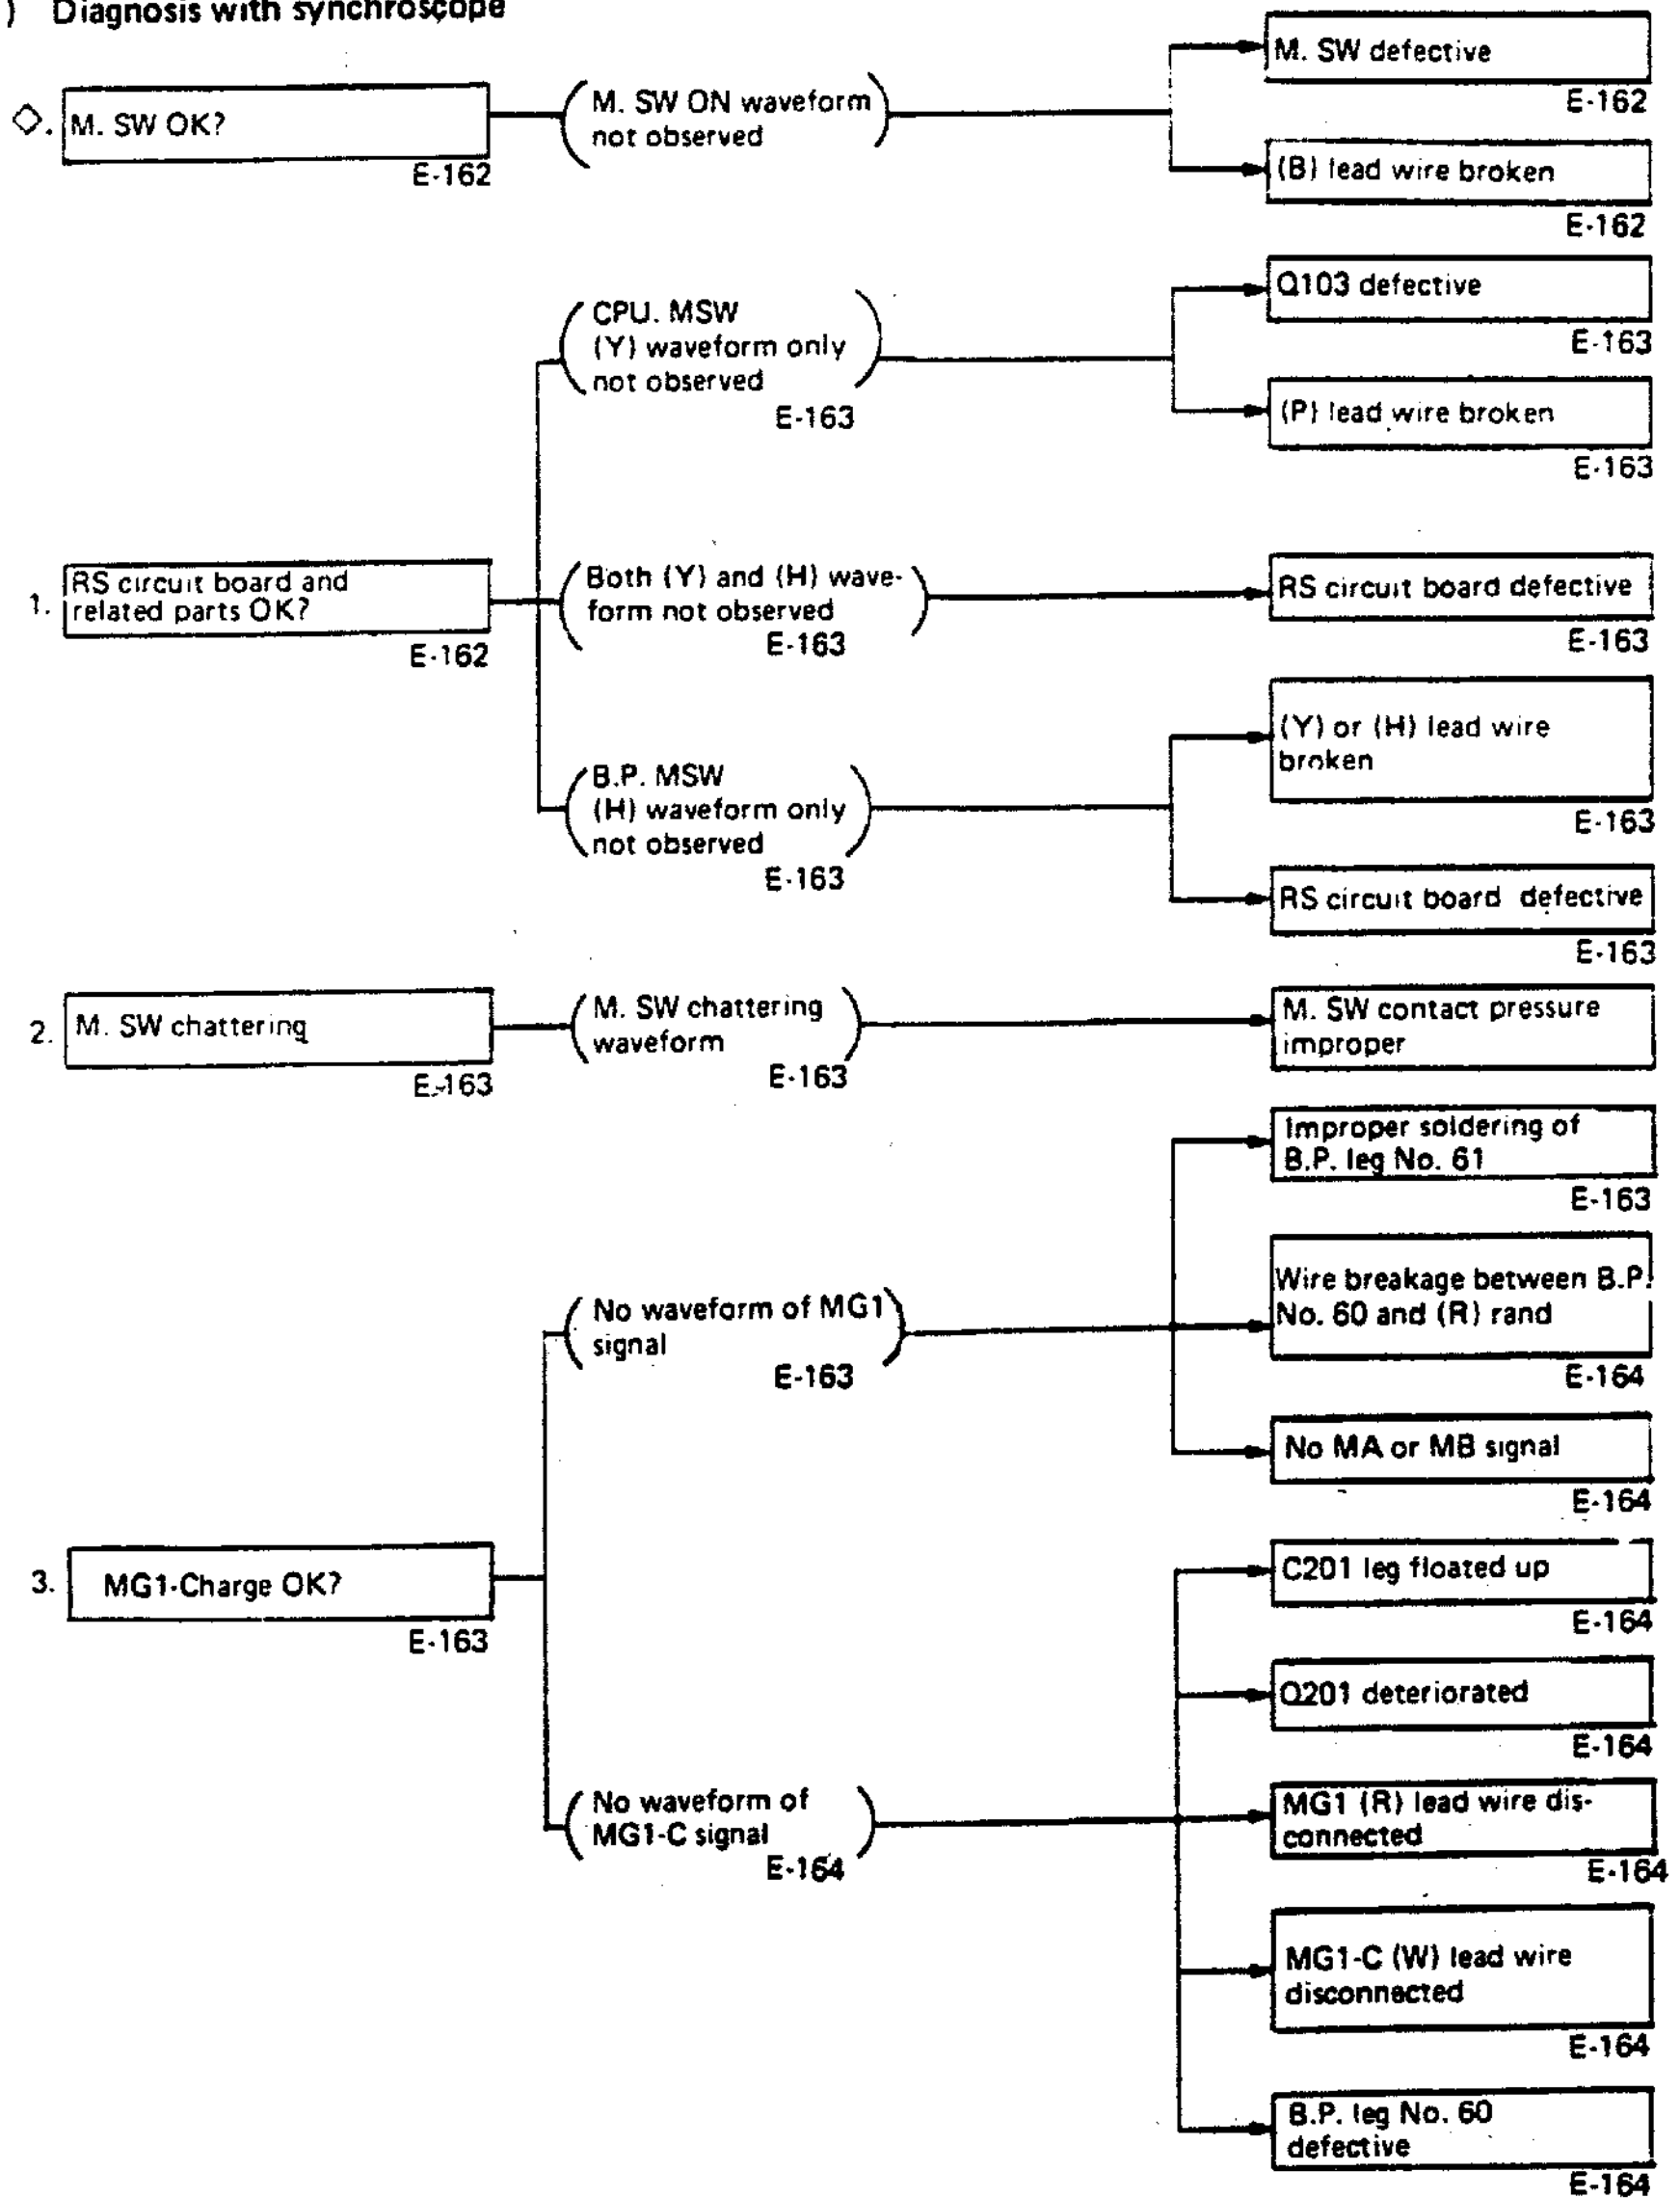 ) Diagnosis with synchroscope
◇. M. SW OK?
E-162
M. SW ON waveform
not observed
M. SW defective
E-162
(B) lead wire broken
E-162
1. RS circuit board and
related parts OK?
E-162
CPU. MSW
(Y) waveform only
not observed
E-163
Q103 defective
E-163
(P) lead wire broken
E-163
Both (Y) and (H) wave-
form not observed
E-163
RS circuit board defective
E-163
B.P. MSW
(H) waveform only
not observed
E-163
(Y) or (H) lead wire
broken
E-163
RS circuit board defective
E-163
2. M. SW chattering
E-163
M. SW chattering
waveform
E-163
M. SW contact pressure
improper
3. MG1-Charge OK?
E-163
No waveform of MG1
signal
E-163
Improper soldering of
B.P. leg No. 61
E-163
Wire breakage between B.P.
No. 60 and (R) rand
E-164
No MA or MB signal
E-164
No waveform of
MG1-C signal
E-164
C201 leg floated up
E-164
Q201 deteriorated
E-164
MG1 (R) lead wire dis-
connected
E-164
MG1-C (W) lead wire
disconnected
E-164
B.P. leg No. 60
defective
E-164